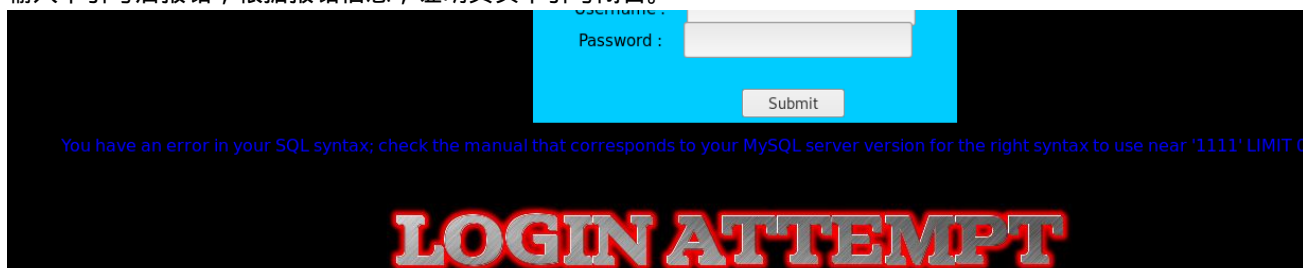 Username :
Password :
Submit
You have an error in your SQL syntax; check the manual that corresponds to your MySQL server version for the right syntax to use near '1111' LIMIT
LOGIN ATTEMPT